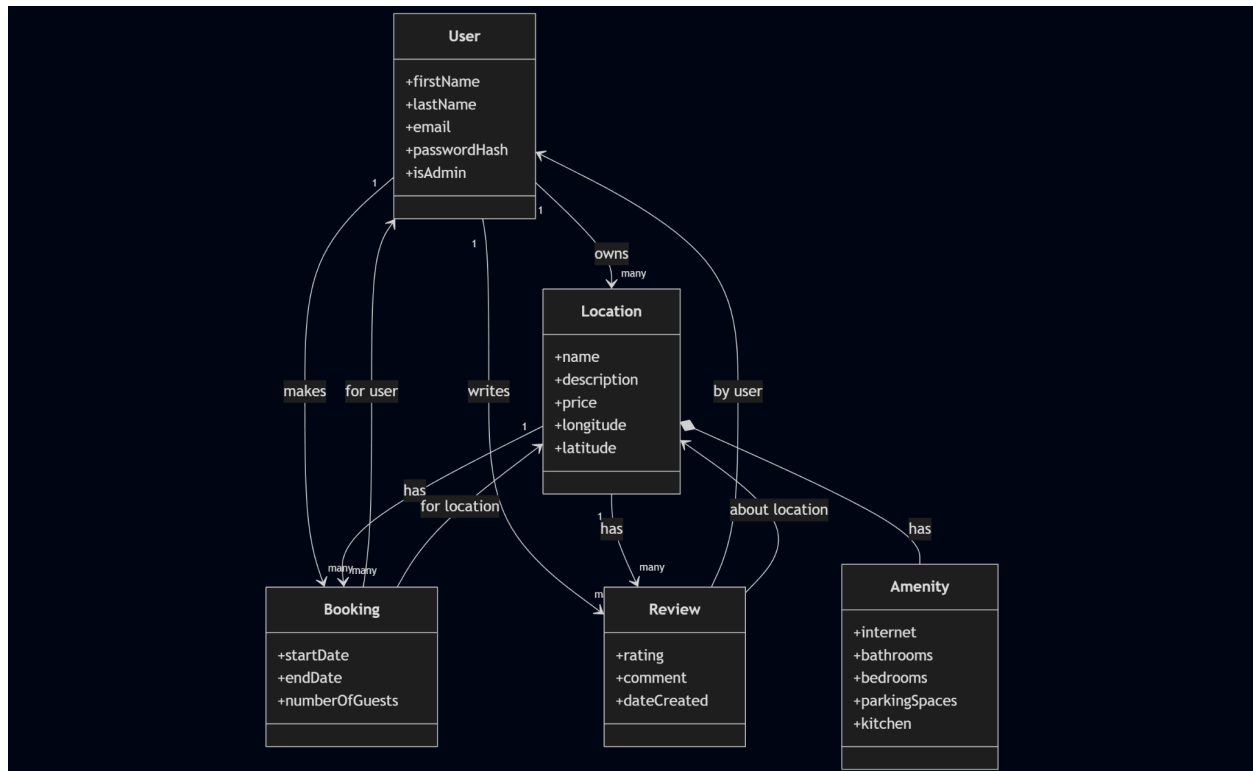 User
+firstName
+lastName
+email
+passwordHash
+isAdmin
1
1
1
owns
many
Location
+name
+description
+price
+longitude
+latitude
makes
for user
writes
by user
1
has
for location
1
has
about location
has
many
many
many
Booking
+startDate
+endDate
+numberOfGuests
Review
+rating
+comment
+dateCreated
Amenity
+internet
+bathrooms
+bedrooms
+parkingSpaces
+kitchen